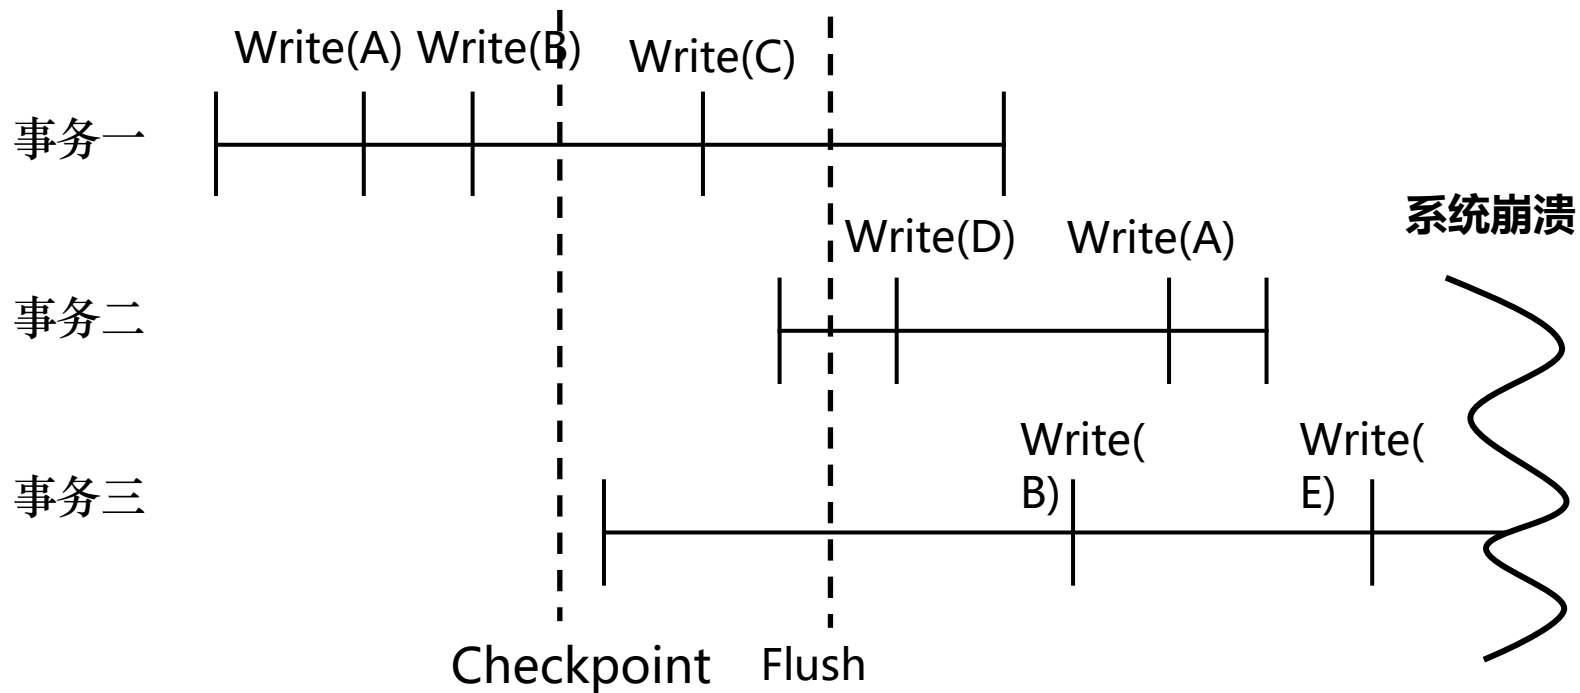 Write(A) Write(B) Write(C)
事务一
系统崩溃
Write(D) Write(A)
事务二
Write(
B)
Write(
E)
事务三
Checkpoint Flush